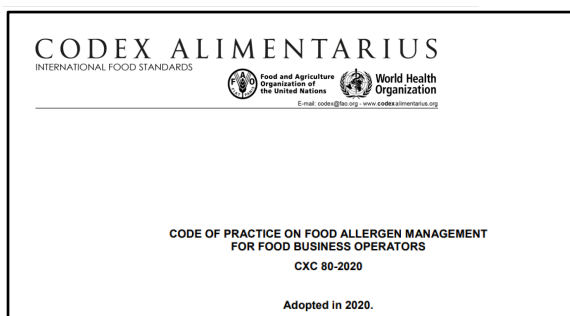 CODEX ALIMENTARIUS
INTERNATIONAL FOOD STANDARDS
Food and Agriculture
Organization of
the United Nations
World Health
Organization
E-mail: codex@fao.org - www.codexalimentarius.org
CODE OF PRACTICE ON FOOD ALLERGEN MANAGEMENT
FOR FOOD BUSINESS OPERATORS
CXC 80-2020
Adopted in 2020.